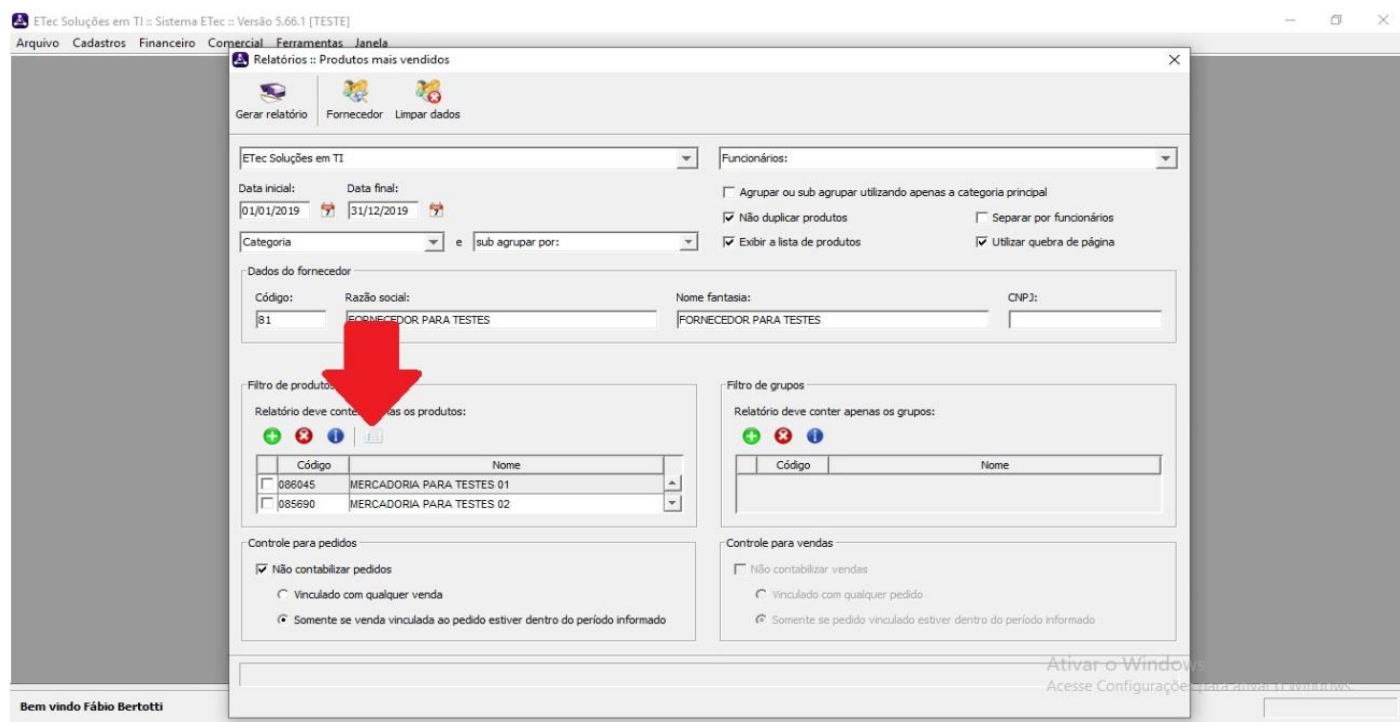 ETec Soluções em TI :: Sistema ETec :: Versão 5.66.1 [TESTE]
Arquivo Cadastros Financeiro Comercial Ferramentas Janela
Relatórios :: Produtos mais vendidos
Gerar relatório Fornecedor Limpar dados
ETec Soluções em TI
Funcionários:
Data inicial: Data final:
01/01/2019 31/12/2019
Categoria e sub agrupar por:
Agrupar ou sub agrupar utilizando apenas a categoria principal
Não duplicar produtos Separar por funcionários
Exibir a lista de produtos Utilizar quebra de página
Dados do fornecedor
Código: Razão social: Nome fantasia: CNPJ:
81 FORNECEDOR PARA TESTES FORNECEDOR PARA TESTES
Filtro de produtos
Relatório deve conter as os produtos:
Código Nome
086045 MERCADORIA PARA TESTES 01
085690 MERCADORIA PARA TESTES 02
Filtro de grupos
Relatório deve conter apenas os grupos:
Código Nome
Controle para pedidos
Não contabilizar pedidos
Vinculado com qualquer venda
Somente se venda vinculada ao pedido estiver dentro do período informado
Controle para vendas
Não contabilizar vendas
Vinculado com qualquer pedido
Somente se pedido vinculado estiver dentro do período informado
Ativar o Windows
Acesse Configurações para ativar o Windows.
Bem vindo Fábio Bertotti